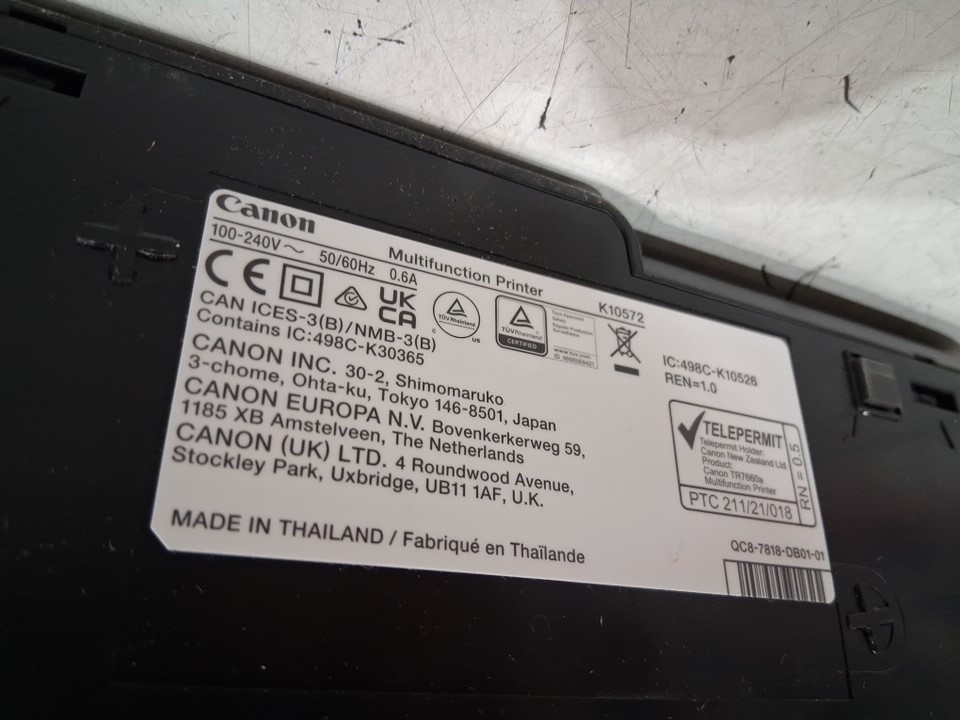 Canon
Multifunction Printer
K10572
100-240V～ 50/60Hz 0.6A
CE
UK
CA
TÜVRheinland
c us
TÜVRheinland
CERTIFIED
CAN ICES-3(B)/NMB-3(B)
Contains IC:498C-K30365
CANON INC. 30-2, Shimomaruko
3-chome, Ohta-ku, Tokyo 146-8501, Japan
CANON EUROPA N.V. Bovenkerkerweg 59,
1185 XB Amstelveen, The Netherlands
CANON (UK) LTD. 4 Roundwood Avenue,
Stockley Park, Uxbridge, UB11 1AF, U.K.
MADE IN THAILAND / Fabriqué en Thaïlande
IC:498C-K10526
REN=1.0
TELEPERMIT
Telepermit Holder:
Canon New Zealand Ltd
Product:
Canon TR7660a
Multifunction Printer
PTC 211/21/018
RN = 0.5
QC8-7818-DB01-01